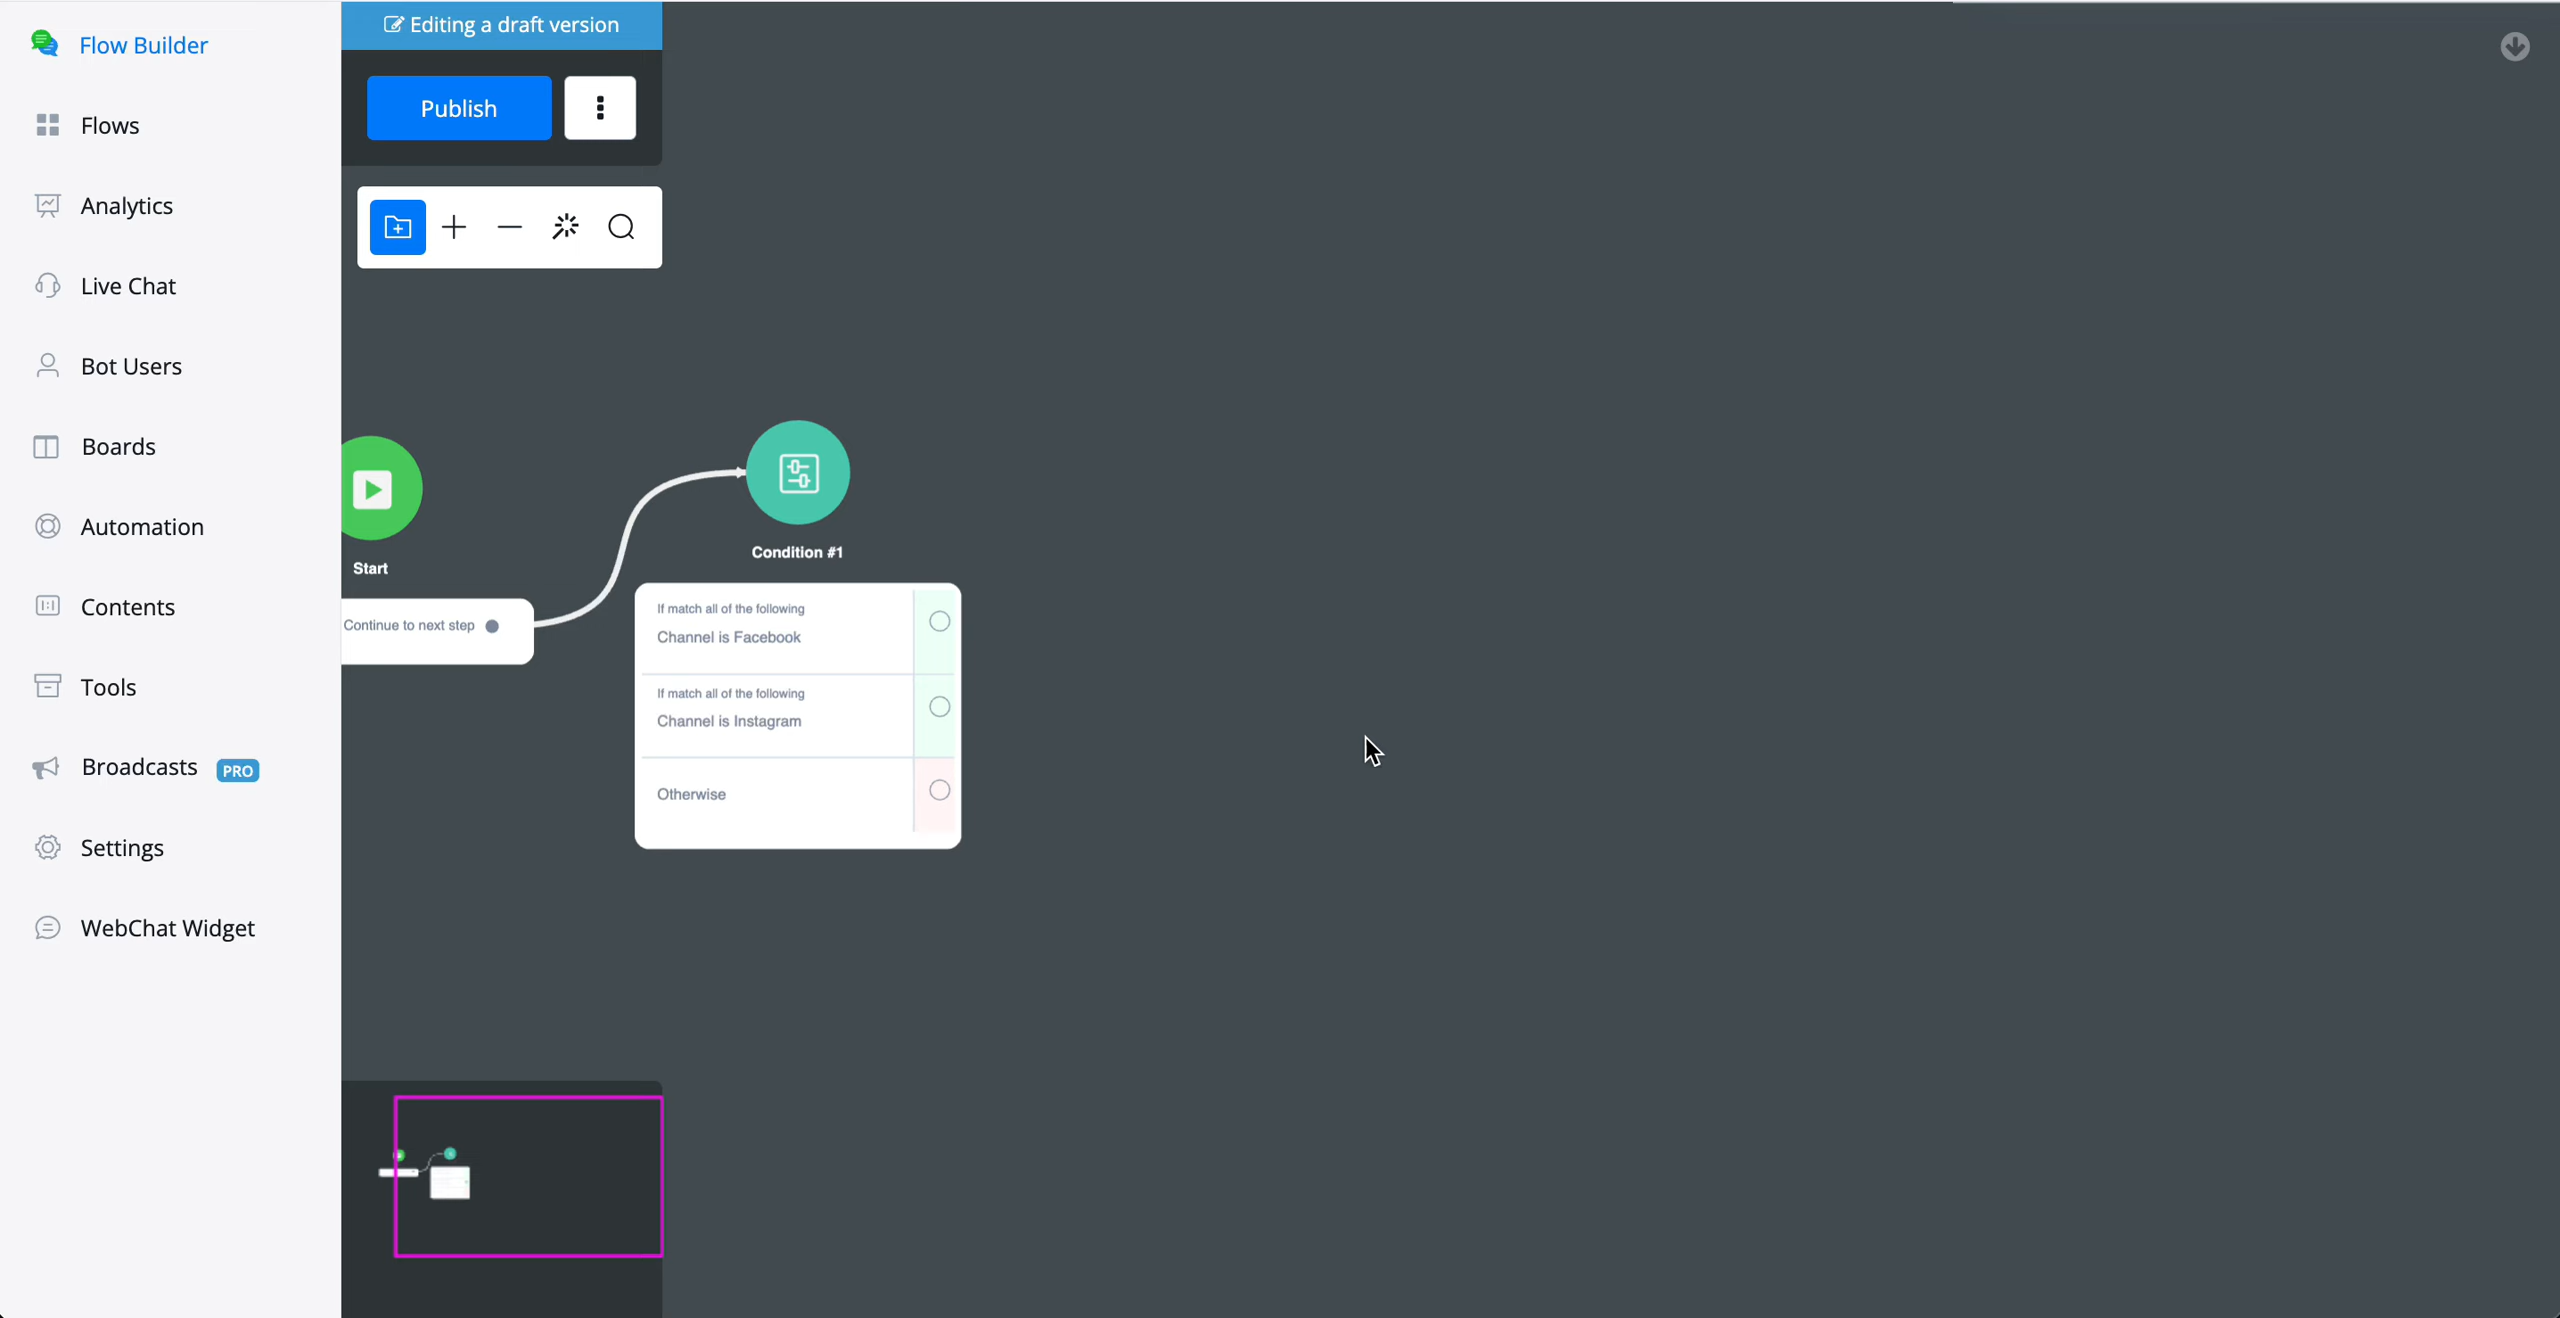 Flow Builder
Flows
Analytics
Live Chat
Bot Users
Boards
Automation
Contents
Tools
Broadcasts PRO
Settings
WebChat Widget
Editing a draft version
Publish
Start
Continue to next step
Condition #1
If match all of the following
Channel is Facebook
If match all of the following
Channel is Instagram
Otherwise